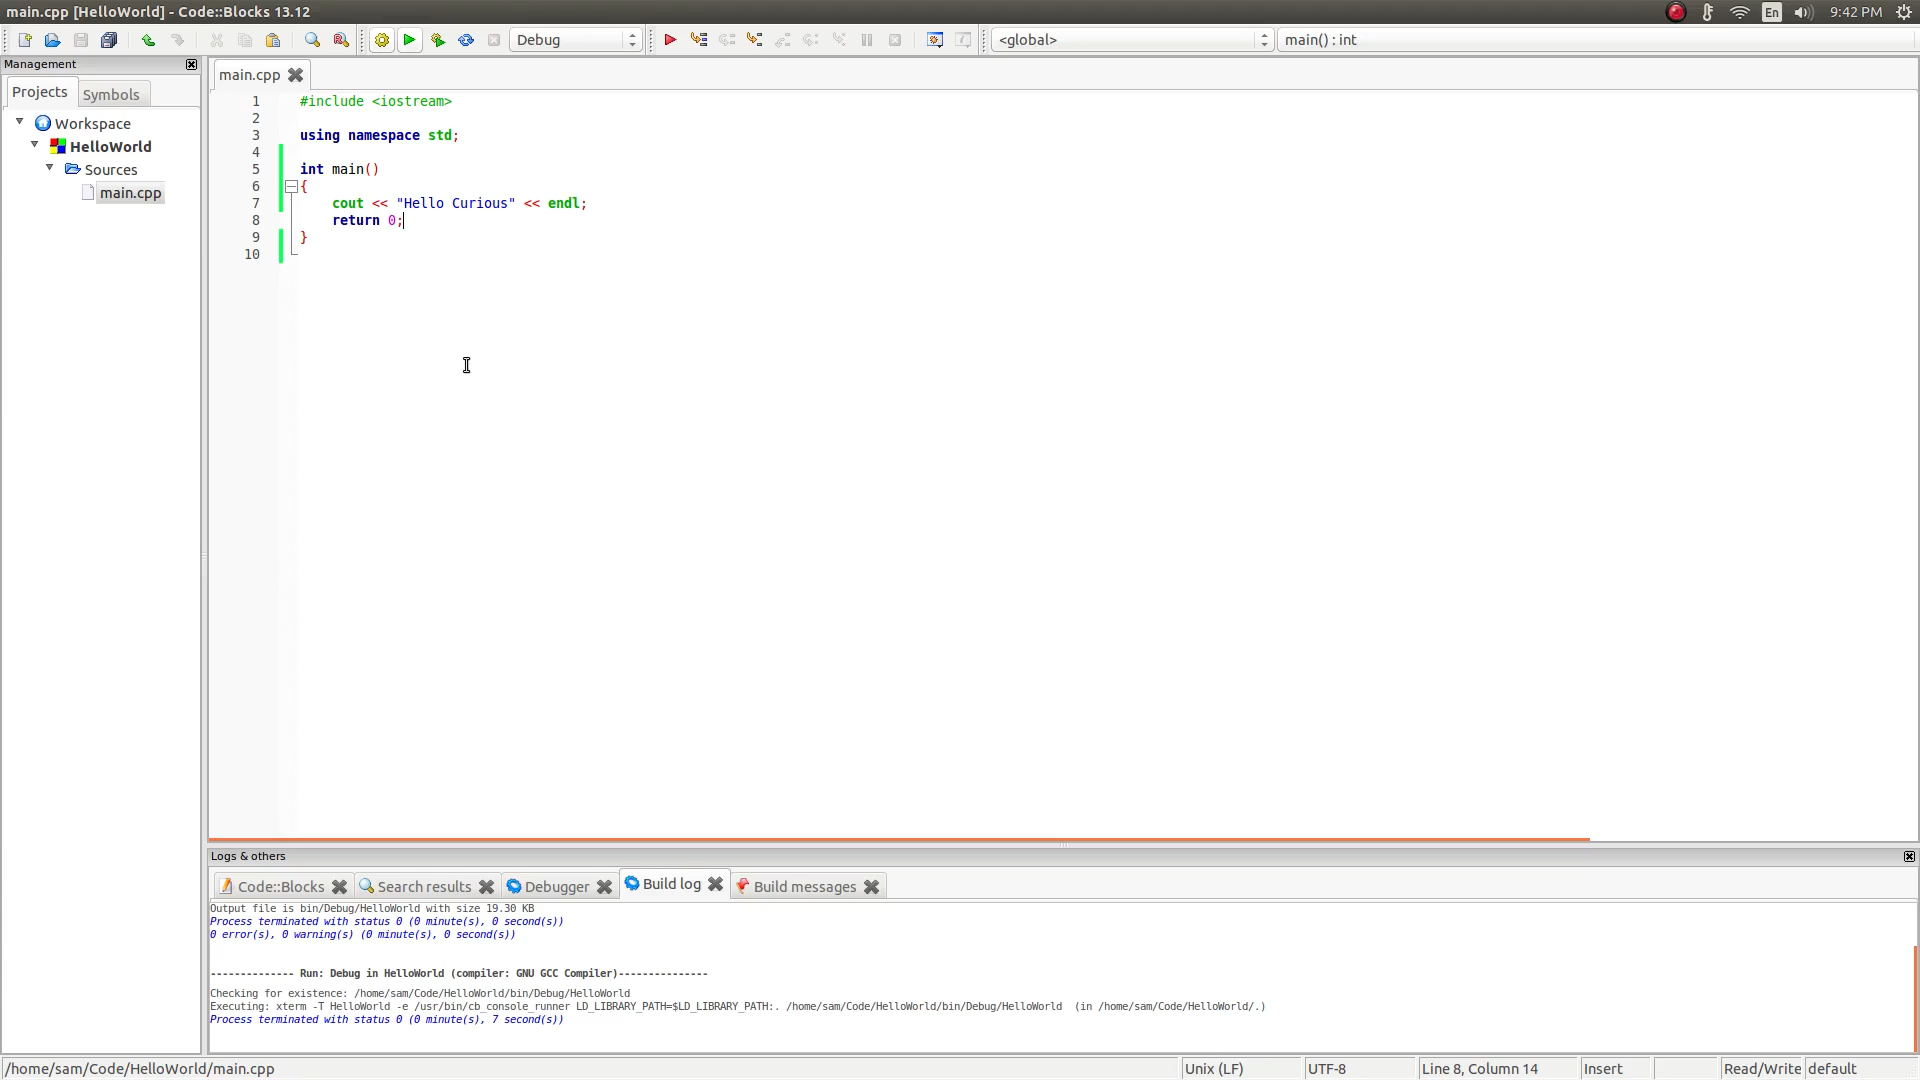 main.cpp [HelloWorld] - Code::Blocks 13.12
En
9:42 PM
Debug
<global>
main() : int
Management
Projects
Symbols
Workspace
HelloWorld
Sources
main.cpp
main.cpp
1 #include <iostream>
2
3 using namespace std;
4
5 int main()
6 {
7 cout << "Hello Curious" << endl;
8 return 0;
9 }
10
Logs & others
Code::Blocks
Search results
Debugger
Build log
Build messages
Output file is bin/Debug/HelloWorld with size 19.30 KB
Process terminated with status 0 (0 minute(s), 0 second(s))
0 error(s), 0 warning(s) (0 minute(s), 0 second(s))
-------------- Run: Debug in HelloWorld (compiler: GNU GCC Compiler)---------------
Checking for existence: /home/sam/Code/HelloWorld/bin/Debug/HelloWorld
Executing: xterm -T HelloWorld -e /usr/bin/cb_console_runner LD_LIBRARY_PATH=$LD_LIBRARY_PATH:. /home/sam/Code/HelloWorld/bin/Debug/HelloWorld  (in /home/sam/Code/HelloWorld/.)
Process terminated with status 0 (0 minute(s), 7 second(s))
/home/sam/Code/HelloWorld/main.cpp
Unix (LF)
UTF-8
Line 8, Column 14
Insert
Read/Write
default